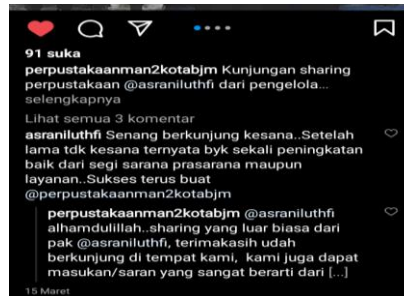 91 suka
perpustakaanman2kotabjm Kunjungan sharing
perpustakaan @asraniluthfi dari pengelola...
selengkapnya
Lihat semua 3 komentar
asraniluthfi Senang berkunjung kesana..Setelah
lama tdk kesana ternyata byk sekali peningkatan
baik dari segi sarana prasarana maupun
layanan..Sukses terus buat
@perpustakaanman2kotabjm
perpustakaanman2kotabjm @asraniluthfi
alhamdulillah..sharing yang luar biasa dari
pak @asraniluthfi, terimakasih udah
berkunjung di tempat kami, kami juga dapat
masukan/saran yang sangat berarti dari [...]
15 Maret